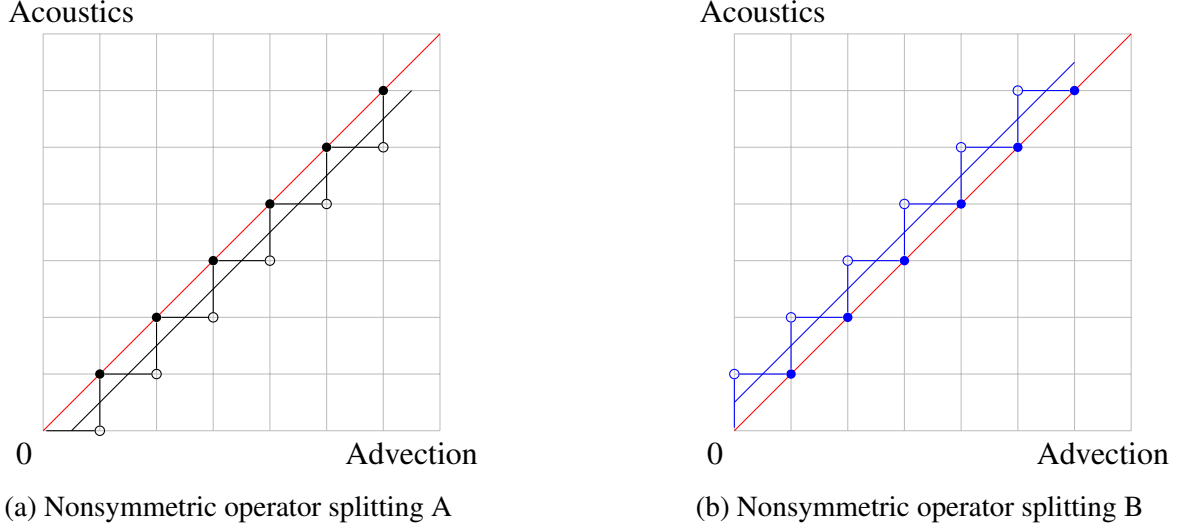 Acoustics
0
Advection
(a) Nonsymmetric operator splitting A
Acoustics
0
Advection
(b) Nonsymmetric operator splitting B